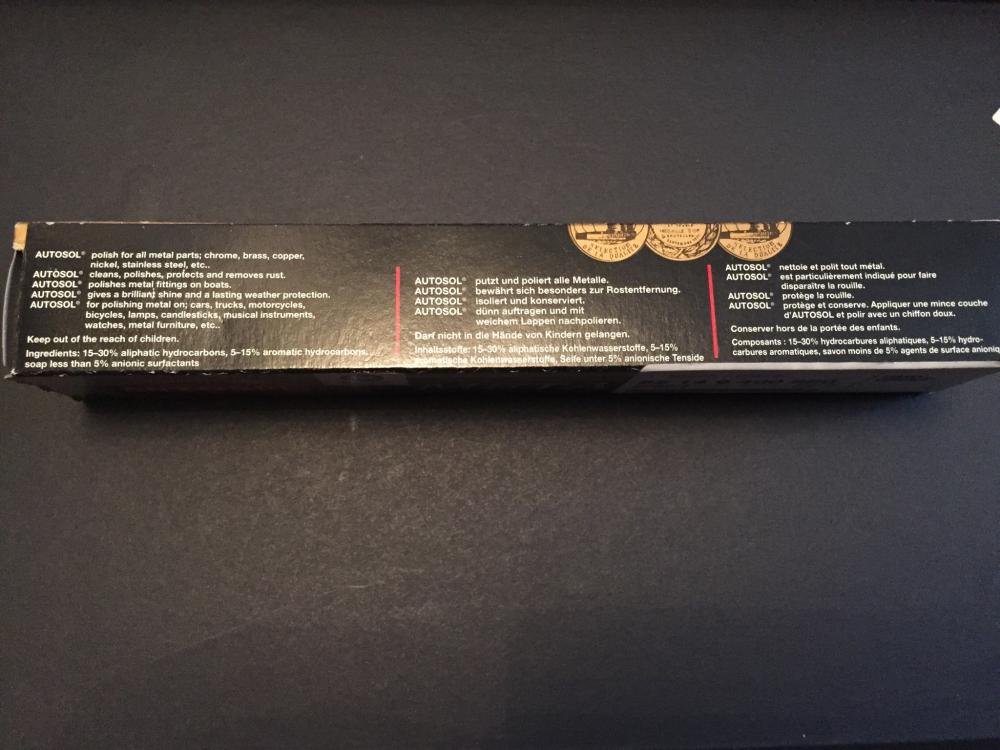 AUTOSOL® polish for all metal parts; chrome, brass, copper,
nickel, stainless steel, etc..
AUTOSOL® cleans, polishes, protects and removes rust.
AUTOSOL® polishes metal fittings on boats.
AUTOSOL® gives a brilliant shine and a lasting weather protection.
AUTOSOL® for polishing metal on; cars, trucks, motorcycles,
bicycles, lamps, candlesticks, musical instruments,
watches, metal furniture, etc..
Keep out of the reach of children.
Ingredients: 15–30% aliphatic hydrocarbons, 5–15% aromatic hydrocarbons,
soap less than 5% anionic surfactants
AUTOSOL® putzt und poliert alle Metalle.
AUTOSOL® bewährt sich besonders zur Rostentfernung.
AUTOSOL® isoliert und konserviert.
AUTOSOL® dünn auftragen und mit
weichem Lappen nachpolieren.
Darf nicht in die Hände von Kindern gelangen.
Inhaltsstoffe: 15-30% aliphatische Kohlenwasserstoffe, 5–15%
aromatische Kohlenwasserstoffe, Seife unter 5% anionische Tenside
AUTOSOL® nettoie et polit tout métal.
AUTOSOL® est particulièrement indiqué pour faire
disparaître la rouille.
AUTOSOL® protège la rouille.
AUTOSOL® protège et conserve. Appliquer une mince couche
d'AUTOSOL et polir avec un chiffon doux.
Conserver hors de la portée des enfants.
Composants : 15–30% hydrocarbures aliphatiques, 5–15% hydro-
carbures aromatiques, savon moins de 5% agents de surface anioniq